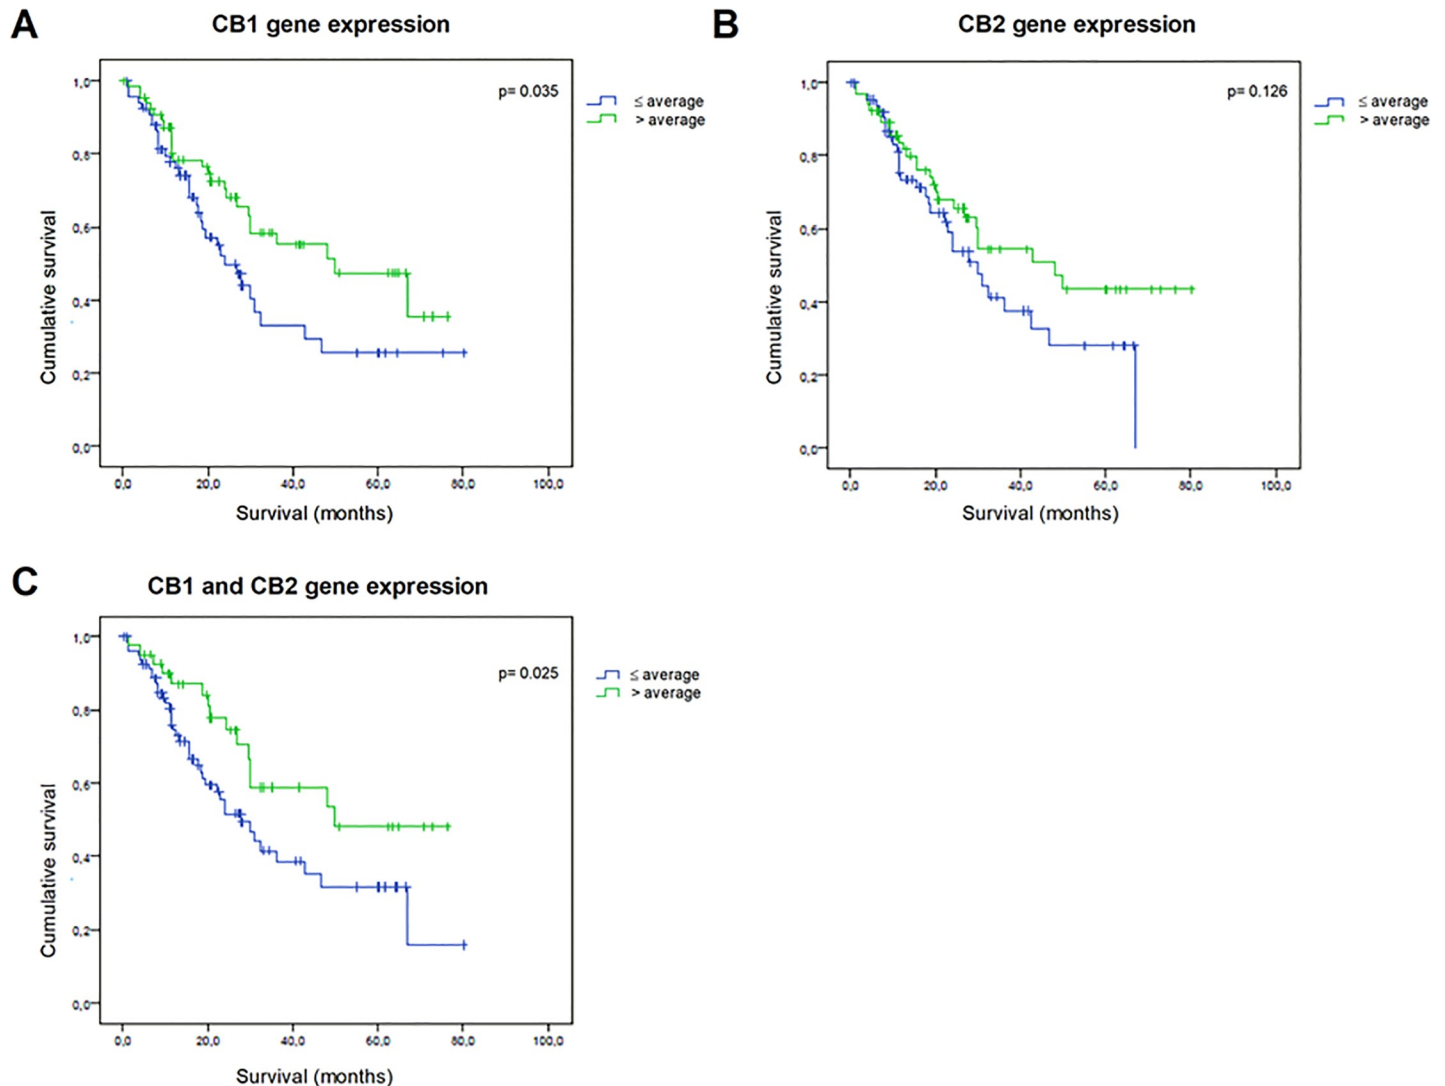 A
CB1 gene expression
p= 0.035
≤ average
> average
1,0
0,8
0,6
0,4
0,2
0,0
Cumulative survival
0,0 20,0 40,0 60,0 80,0 100,0
Survival (months)
B
CB2 gene expression
p= 0.126
≤ average
> average
1,0
0,8
0,6
0,4
0,2
0,0
Cumulative survival
0,0 20,0 40,0 60,0 80,0 100,0
Survival (months)
C
CB1 and CB2 gene expression
p= 0.025
≤ average
> average
1,0
0,8
0,6
0,4
0,2
0,0
Cumulative survival
0,0 20,0 40,0 60,0 80,0 100,0
Survival (months)